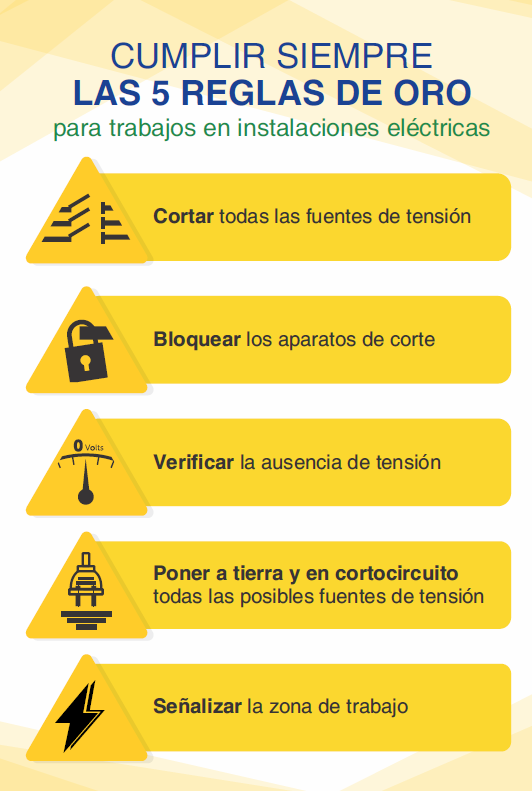 CUMPLIR SIEMPRE
LAS 5 REGLAS DE ORO
para trabajos en instalaciones eléctricas
Cortar todas las fuentes de tensión
Bloquear los aparatos de corte
0 Volts
Verificar la ausencia de tensión
Poner a tierra y en cortocircuito
todas las posibles fuentes de tensión
Señalizar la zona de trabajo